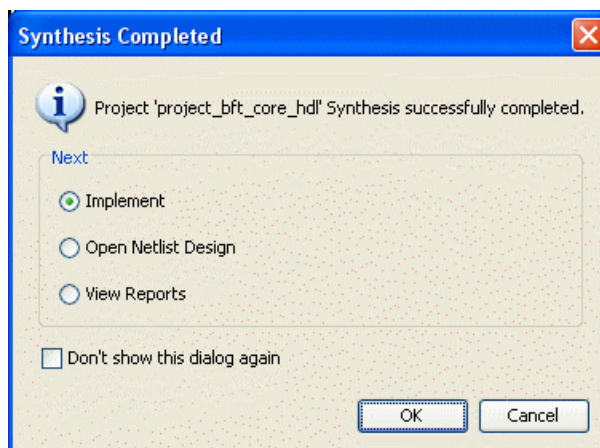 Synthesis Completed
Project 'project_bft_core_hdl' Synthesis successfully completed.
Next
Implement
Open Netlist Design
View Reports
Don't show this dialog again
OK
Cancel